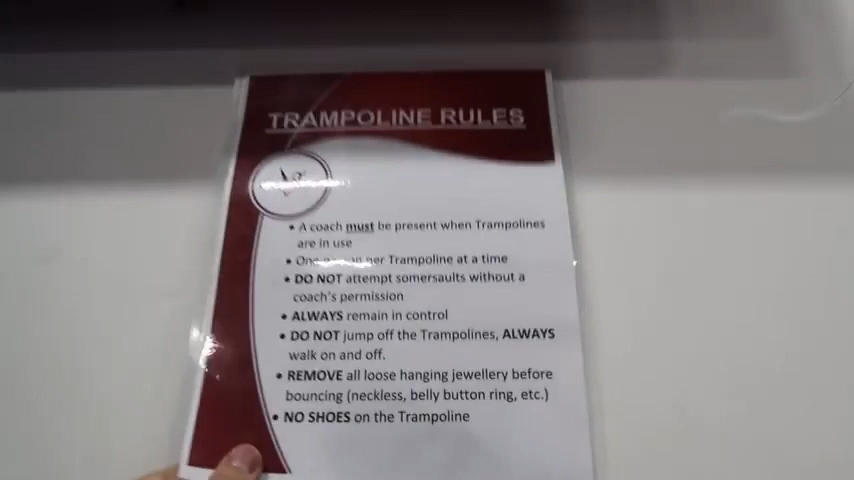 TRAMPOLINE RULES
• A coach must be present when Trampolines
are in use
• One person per Trampoline at a time
• DO NOT attempt somersaults without a
coach's permission
• ALWAYS remain in control
• DO NOT jump off the Trampolines, ALWAYS
walk on and off.
• REMOVE all loose hanging jewellery before
bouncing (neckless, belly button ring, etc.)
• NO SHOES on the Trampoline